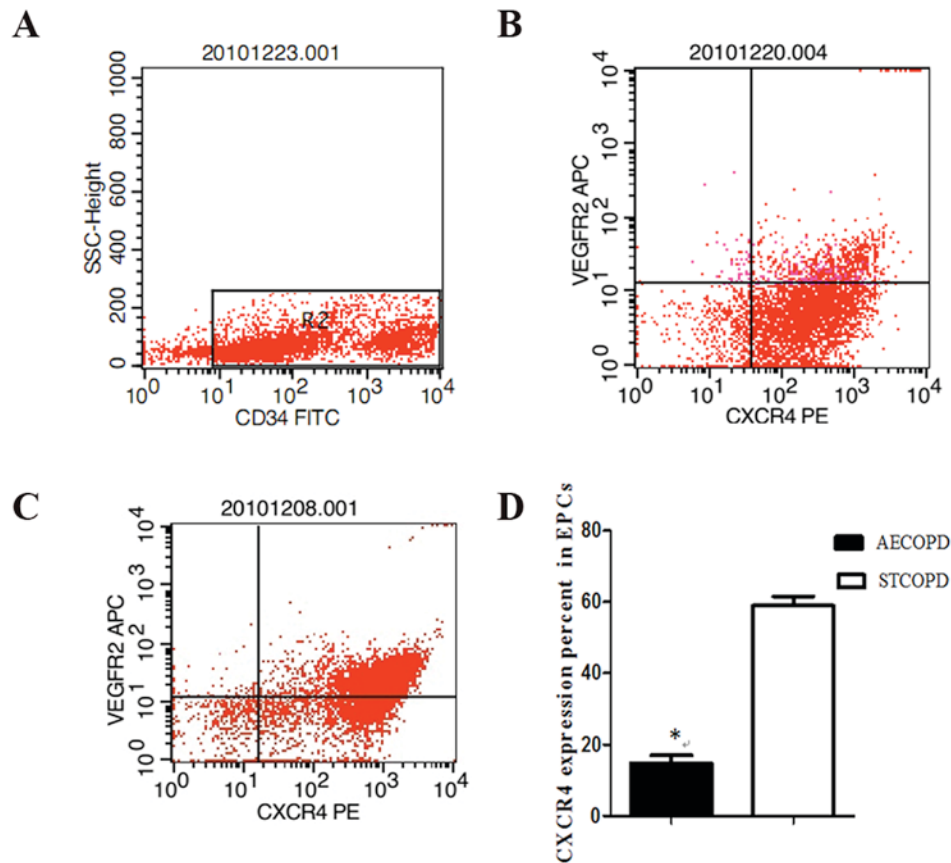 A
20101223.001
1000
800
600
400
200
0
SSC-Height
R2
10^0 10^1 10^2 10^3 10^4
CD34 FITC
B
20101220.004
10^4
10^3
10^2
10^1
10^0
VEGFR2 APC
10^0 10^1 10^2 10^3 10^4
CXCR4 PE
C
20101208.001
10^4
10^3
10^2
10^1
10^0
VEGFR2 APC
10^0 10^1 10^2 10^3 10^4
CXCR4 PE
D
CXCR4 expression percent in EPCs
80
60
40
20
0
*
AECOPD
STCOPD